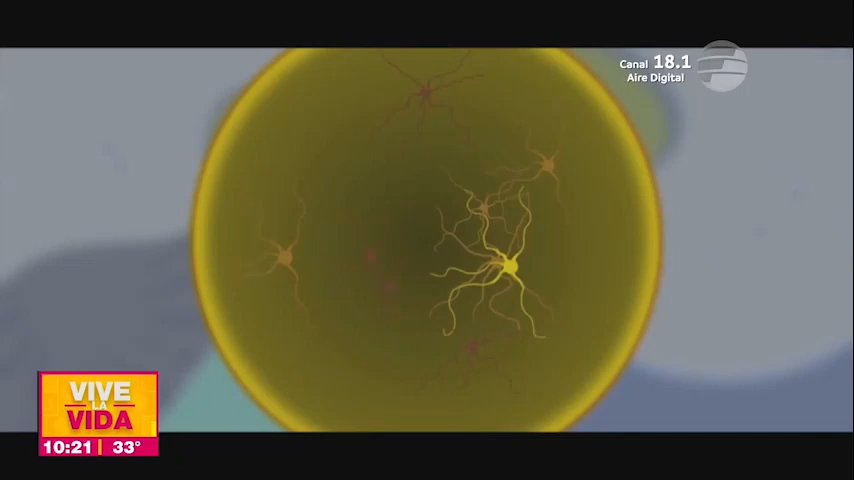 Canal 18.1
Aire Digital
VIVE
LA
VIDA
10:21 33°